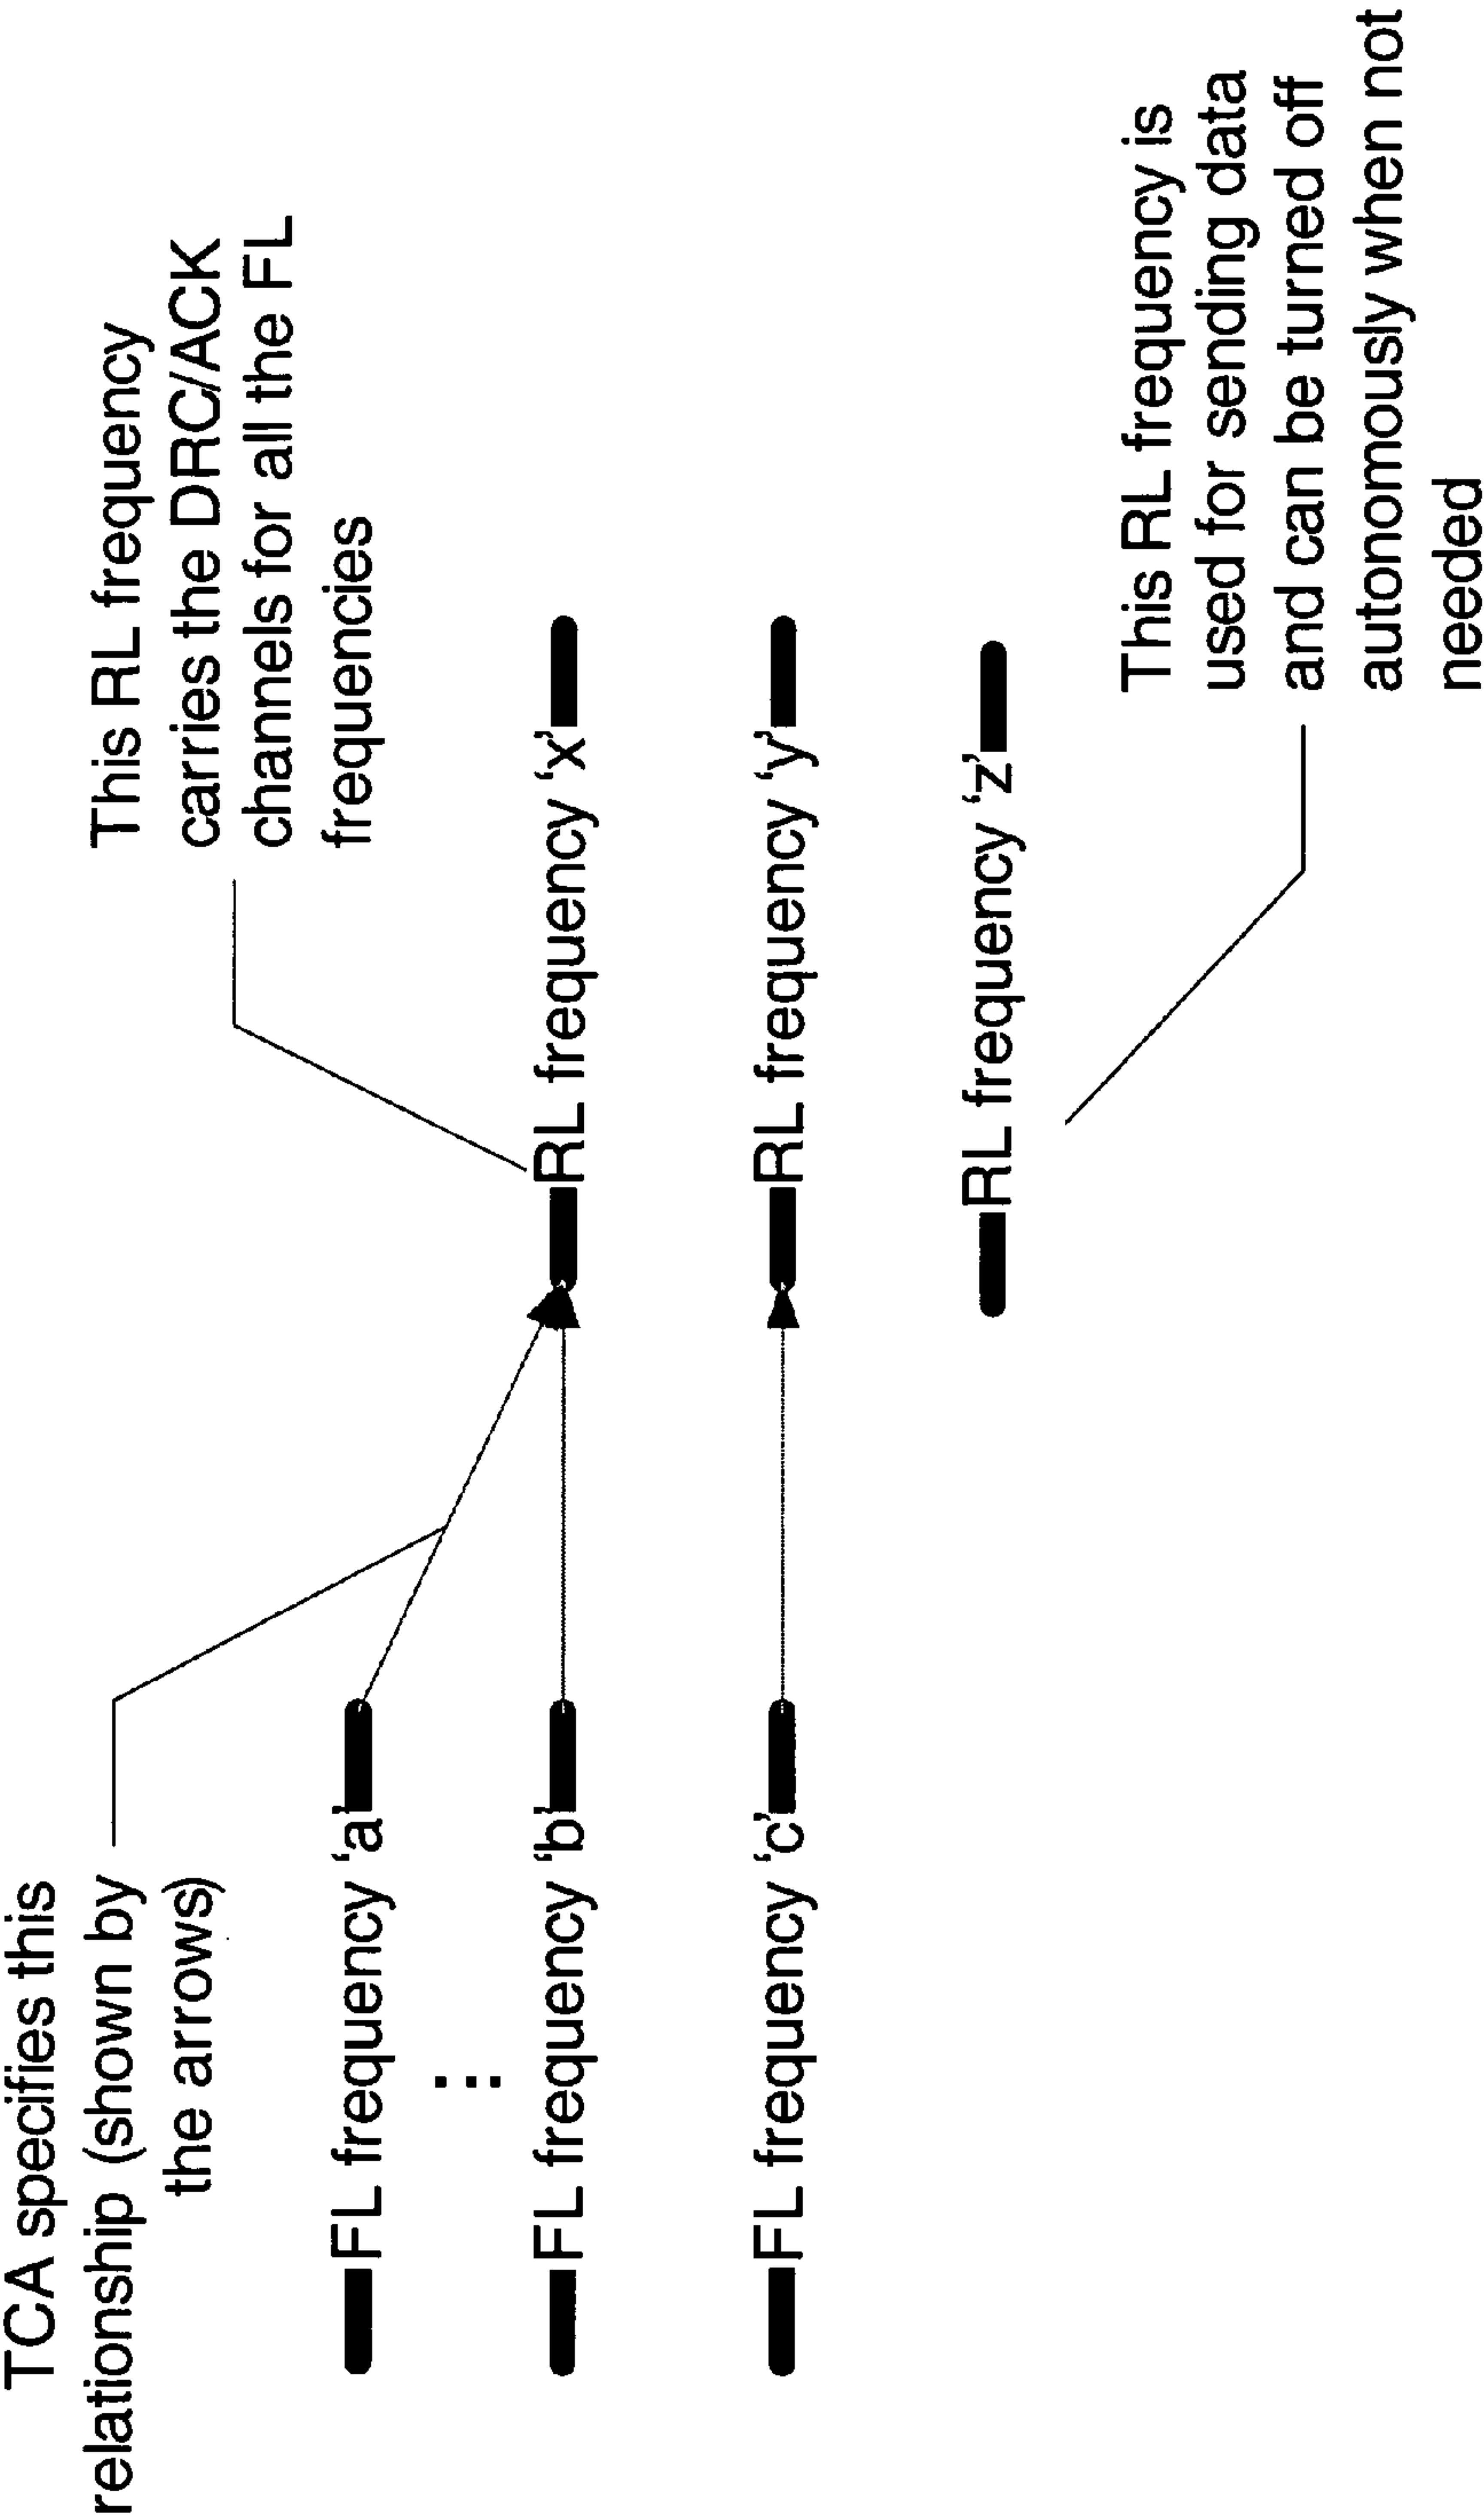 TCA specifies this
relationship (shown by
the arrows)
This RL frequency
carries the DRC/ACK
channels for all the FL
frequencies
FL frequency ‘a’
⋮
FL frequency ‘b’
RL frequency ‘x’
FL frequency ‘c’
RL frequency ‘y’
RL frequency ‘z’
This RL frequency is
used for sending data
and can be turned off
autonomously when not
needed